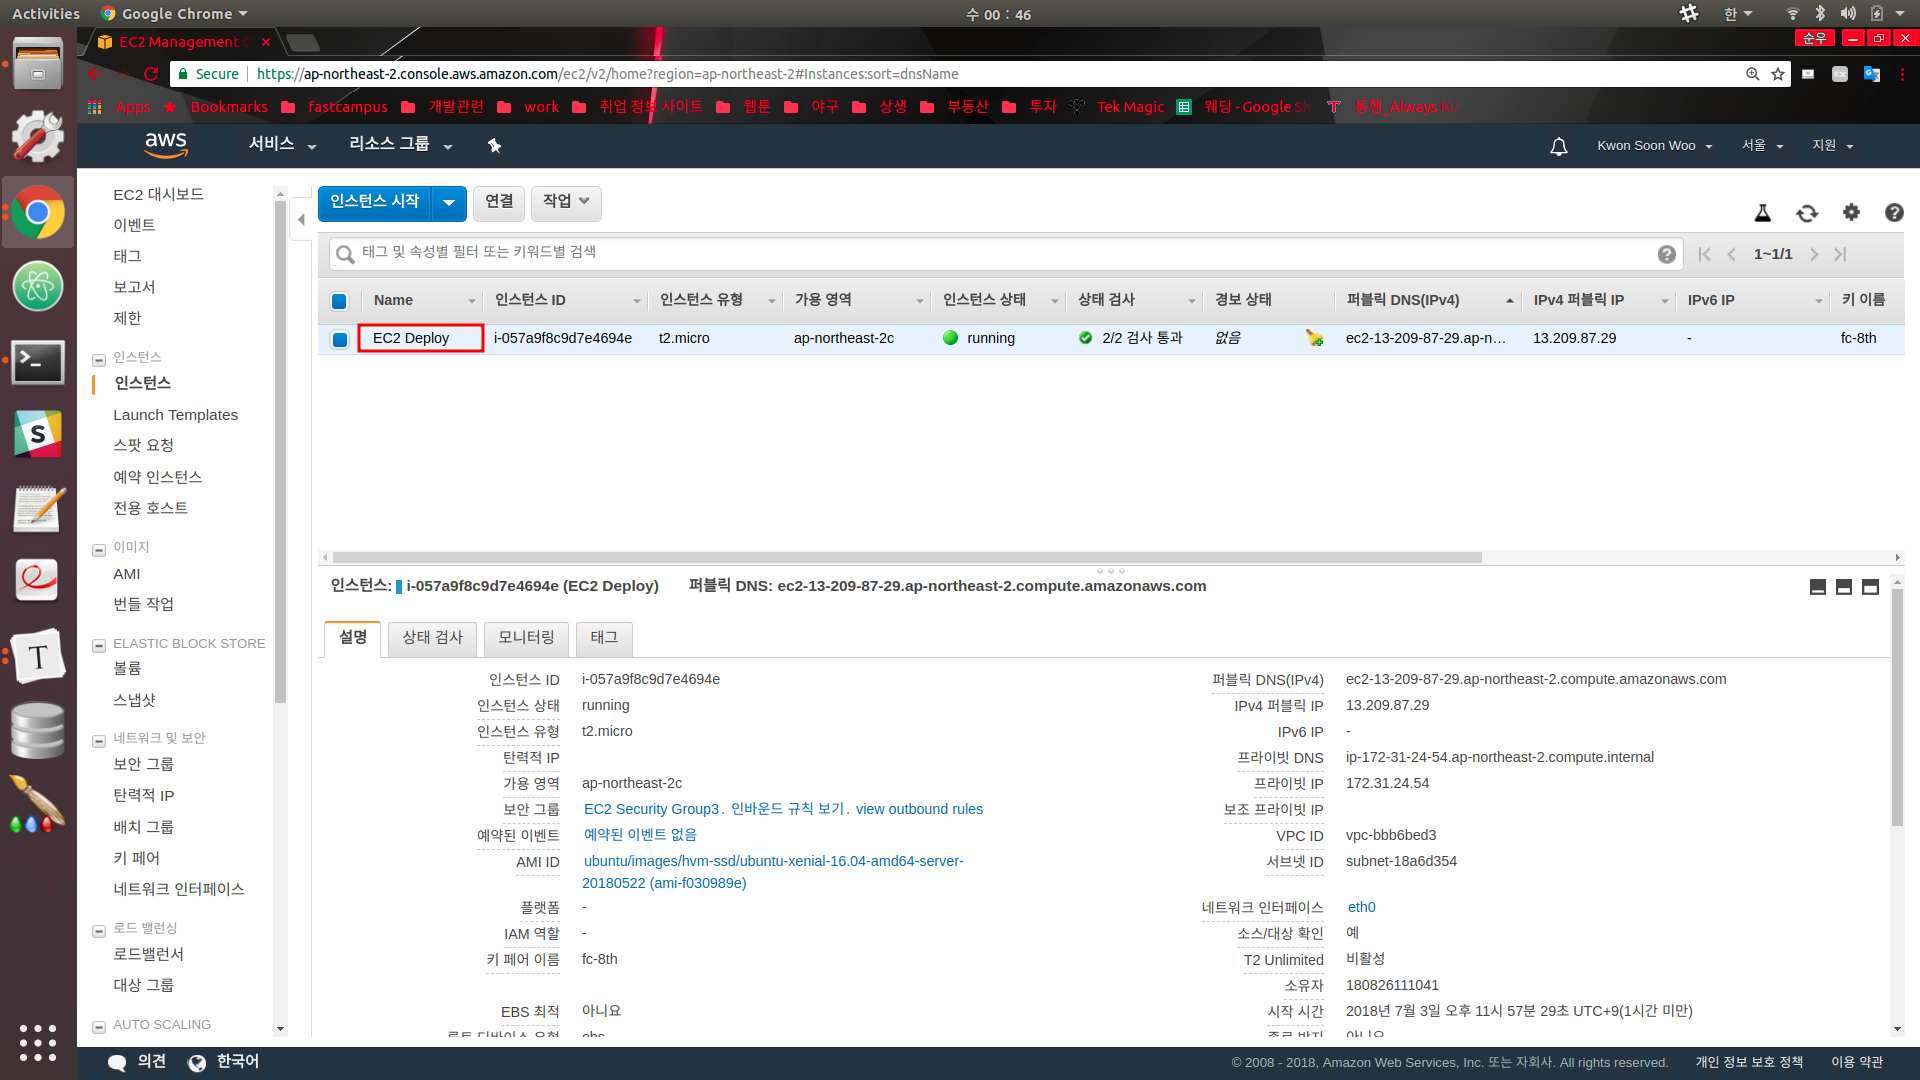 Activities Google Chrome 수 00 : 46 한
EC2 Management 순우
Secure https://ap-northeast-2.console.aws.amazon.com/ec2/v2/home?region=ap-northeast-2#Instances:sort=dnsName
Apps Bookmarks fastcampus 개발관련 work 취업 정보 사이트 웹툰 야구 상생 부동산 투자 Tek Magic 웨딩 - Google
aws 서비스 리소스 그룹 Kwon Soon Woo 서울 지원
EC2 대시보드
이벤트
태그
보고서
제한
인스턴스
인스턴스
Launch Templates
스팟 요청
예약 인스턴스
전용 호스트
이미지
AMI
번들 작업
ELASTIC BLOCK STORE
볼륨
스냅샷
네트워크 및 보안
보안 그룹
탄력적 IP
배치 그룹
키 페어
네트워크 인터페이스
로드 밸런싱
로드밸런서
대상 그룹
AUTO SCALING
인스턴스 시작 연결 작업
태그 및 속성별 필터 또는 키워드별 검색 1~1/1
Name 인스턴스 ID 인스턴스 유형 가용 영역 인스턴스 상태 상태 검사 경보 상태 퍼블릭 DNS(IPv4) IPv4 퍼블릭 IP IPv6 IP 키 이름
EC2 Deploy i-057a9f8c9d7e4694e t2.micro ap-northeast-2c running 2/2 검사 통과 없음 ec2-13-209-87-29.ap-n... 13.209.87.29 - fc-8th
인스턴스: i-057a9f8c9d7e4694e (EC2 Deploy) 퍼블릭 DNS: ec2-13-209-87-29.ap-northeast-2.compute.amazonaws.com
설명 상태 검사 모니터링 태그
인스턴스 ID i-057a9f8c9d7e4694e 퍼블릭 DNS(IPv4) ec2-13-209-87-29.ap-northeast-2.compute.amazonaws.com
인스턴스 상태 running IPv4 퍼블릭 IP 13.209.87.29
인스턴스 유형 t2.micro IPv6 IP -
탄력적 IP 프라이빗 DNS ip-172-31-24-54.ap-northeast-2.compute.internal
가용 영역 ap-northeast-2c 프라이빗 IP 172.31.24.54
보안 그룹 EC2 Security Group3. 인바운드 규칙 보기. view outbound rules 보조 프라이빗 IP
예약된 이벤트 예약된 이벤트 없음 VPC ID vpc-bbb6bed3
AMI ID ubuntu/images/hvm-ssd/ubuntu-xenial-16.04-amd64-server- 서브넷 ID subnet-18a6d354
20180522 (ami-f030989e)
플랫폼 - 네트워크 인터페이스 eth0
IAM 역할 - 소스/대상 확인 예
키 페어 이름 fc-8th T2 Unlimited 비활성
소유자 180826111041
EBS 최적 아니요 시작 시간 2018년 7월 3일 오후 11시 57분 29초 UTC+9(1시간 미만)
의견 한국어 © 2008 - 2018, Amazon Web Services, Inc. 또는 자회사. All rights reserved. 개인 정보 보호 정책 이용 약관